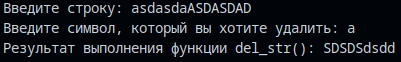 Введите строку: asdasdaASDASDAD
Введите символ, который вы хотите удалить: a
Результат выполнения функции del_str(): SDSDSdsdd